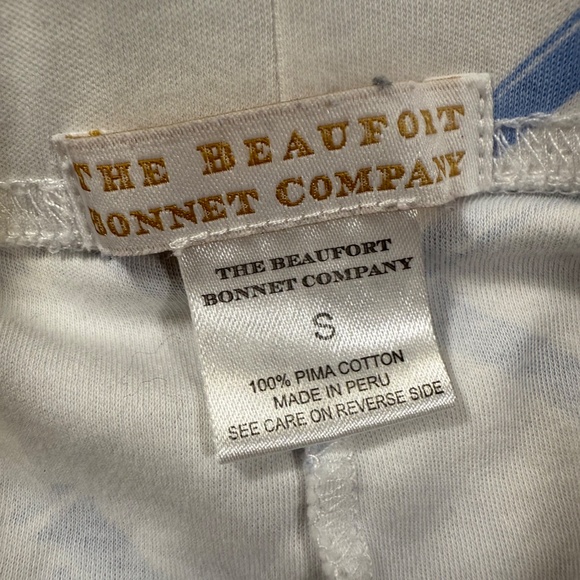 THE BEAUFOIT
BONNET COMPANY
THE BEAUFORT
BONNET COMPANY
S
100% PIMA COTTON
MADE IN PERU
SEE CARE ON REVERSE SIDE